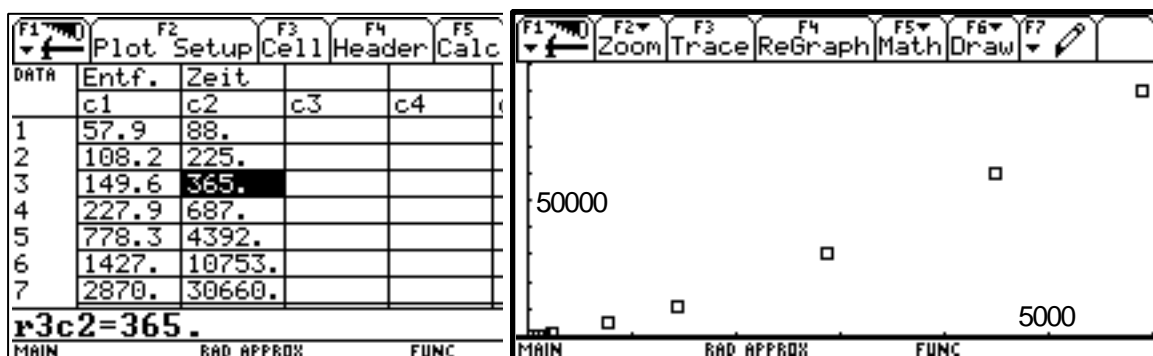 F1 F2 F3 F4 F5
Plot Setup Cell Header Calc
DATA Entf. Zeit
c1 c2 c3 c4
1 57.9 88.
2 108.2 225.
3 149.6 365.
4 227.9 687.
5 778.3 4392.
6 1427. 10753.
7 2870. 30660.
r3c2=365.
MAIN RAD APPROX FUNC
F1 F2 F3 F4 F5 F6 F7
Zoom Trace ReGraph Math Draw
50000
5000
MAIN RAD APPROX FUNC